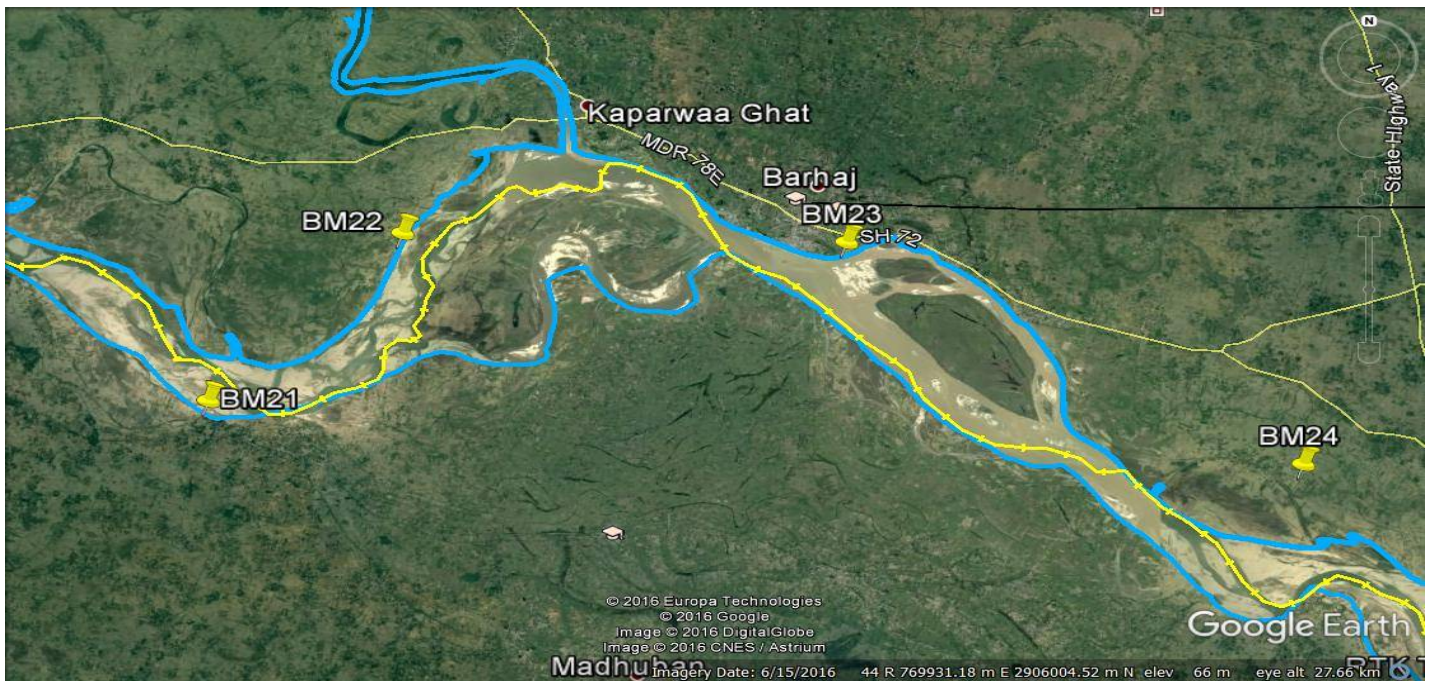 N
State Highway 1
Kaparwaa Ghat
MDR 78E
Barhaj
BM22
BM23
SH 72
BM21
BM24
© 2016 Europa Technologies
© 2016 Google
Image © 2016 DigitalGlobe
Image © 2016 CNES / Astrium
Google Earth
Madhuban
Imagery Date: 6/15/2016 44 R 769931.18 m E 2906004.52 m N elev 66 m eye alt 27.66 km